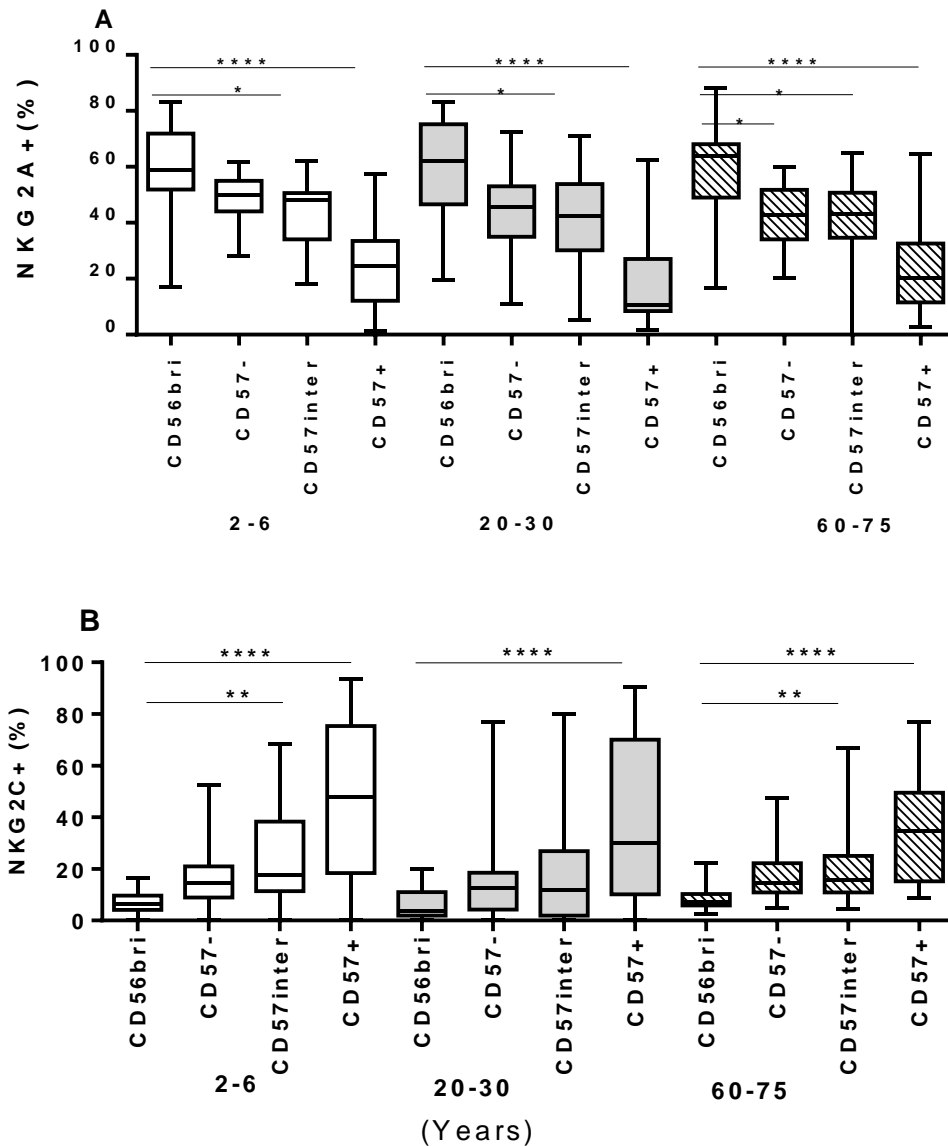 A
NKG2A+(%)
100
80
60
40
20
0
**** **** ****
* * *
*
CD56bri CD57- CD57inter CD57+ CD56bri CD57- CD57inter CD57+ CD56bri CD57- CD57inter CD57+
2-6 20-30 60-75
B
NKG2C+(%)
100
80
60
40
20
0
**** **** ****
** **
CD56bri CD57- CD57inter CD57+ CD56bri CD57- CD57inter CD57+ CD56bri CD57- CD57inter CD57+
2-6 20-30 60-75
(Years)